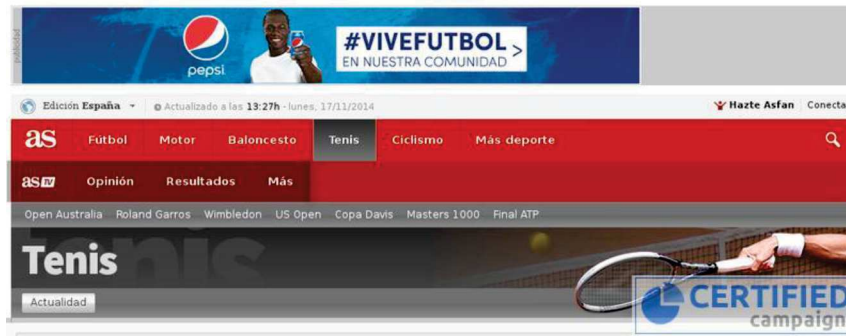 publicidad
pepsi
#VIVEFUTBOL >
EN NUESTRA COMUNIDAD
Edición España
Actualizado a las 13:27h - lunes, 17/11/2014
Hazte Asfan
Conecta
as Fútbol Motor Baloncesto Tenis Ciclismo Más deporte
as TV Opinión Resultados Más
Open Australia Roland Garros Wimbledon US Open Copa Davis Masters 1000 Final ATP
Tenis
Actualidad
CERTIFIED
campaign